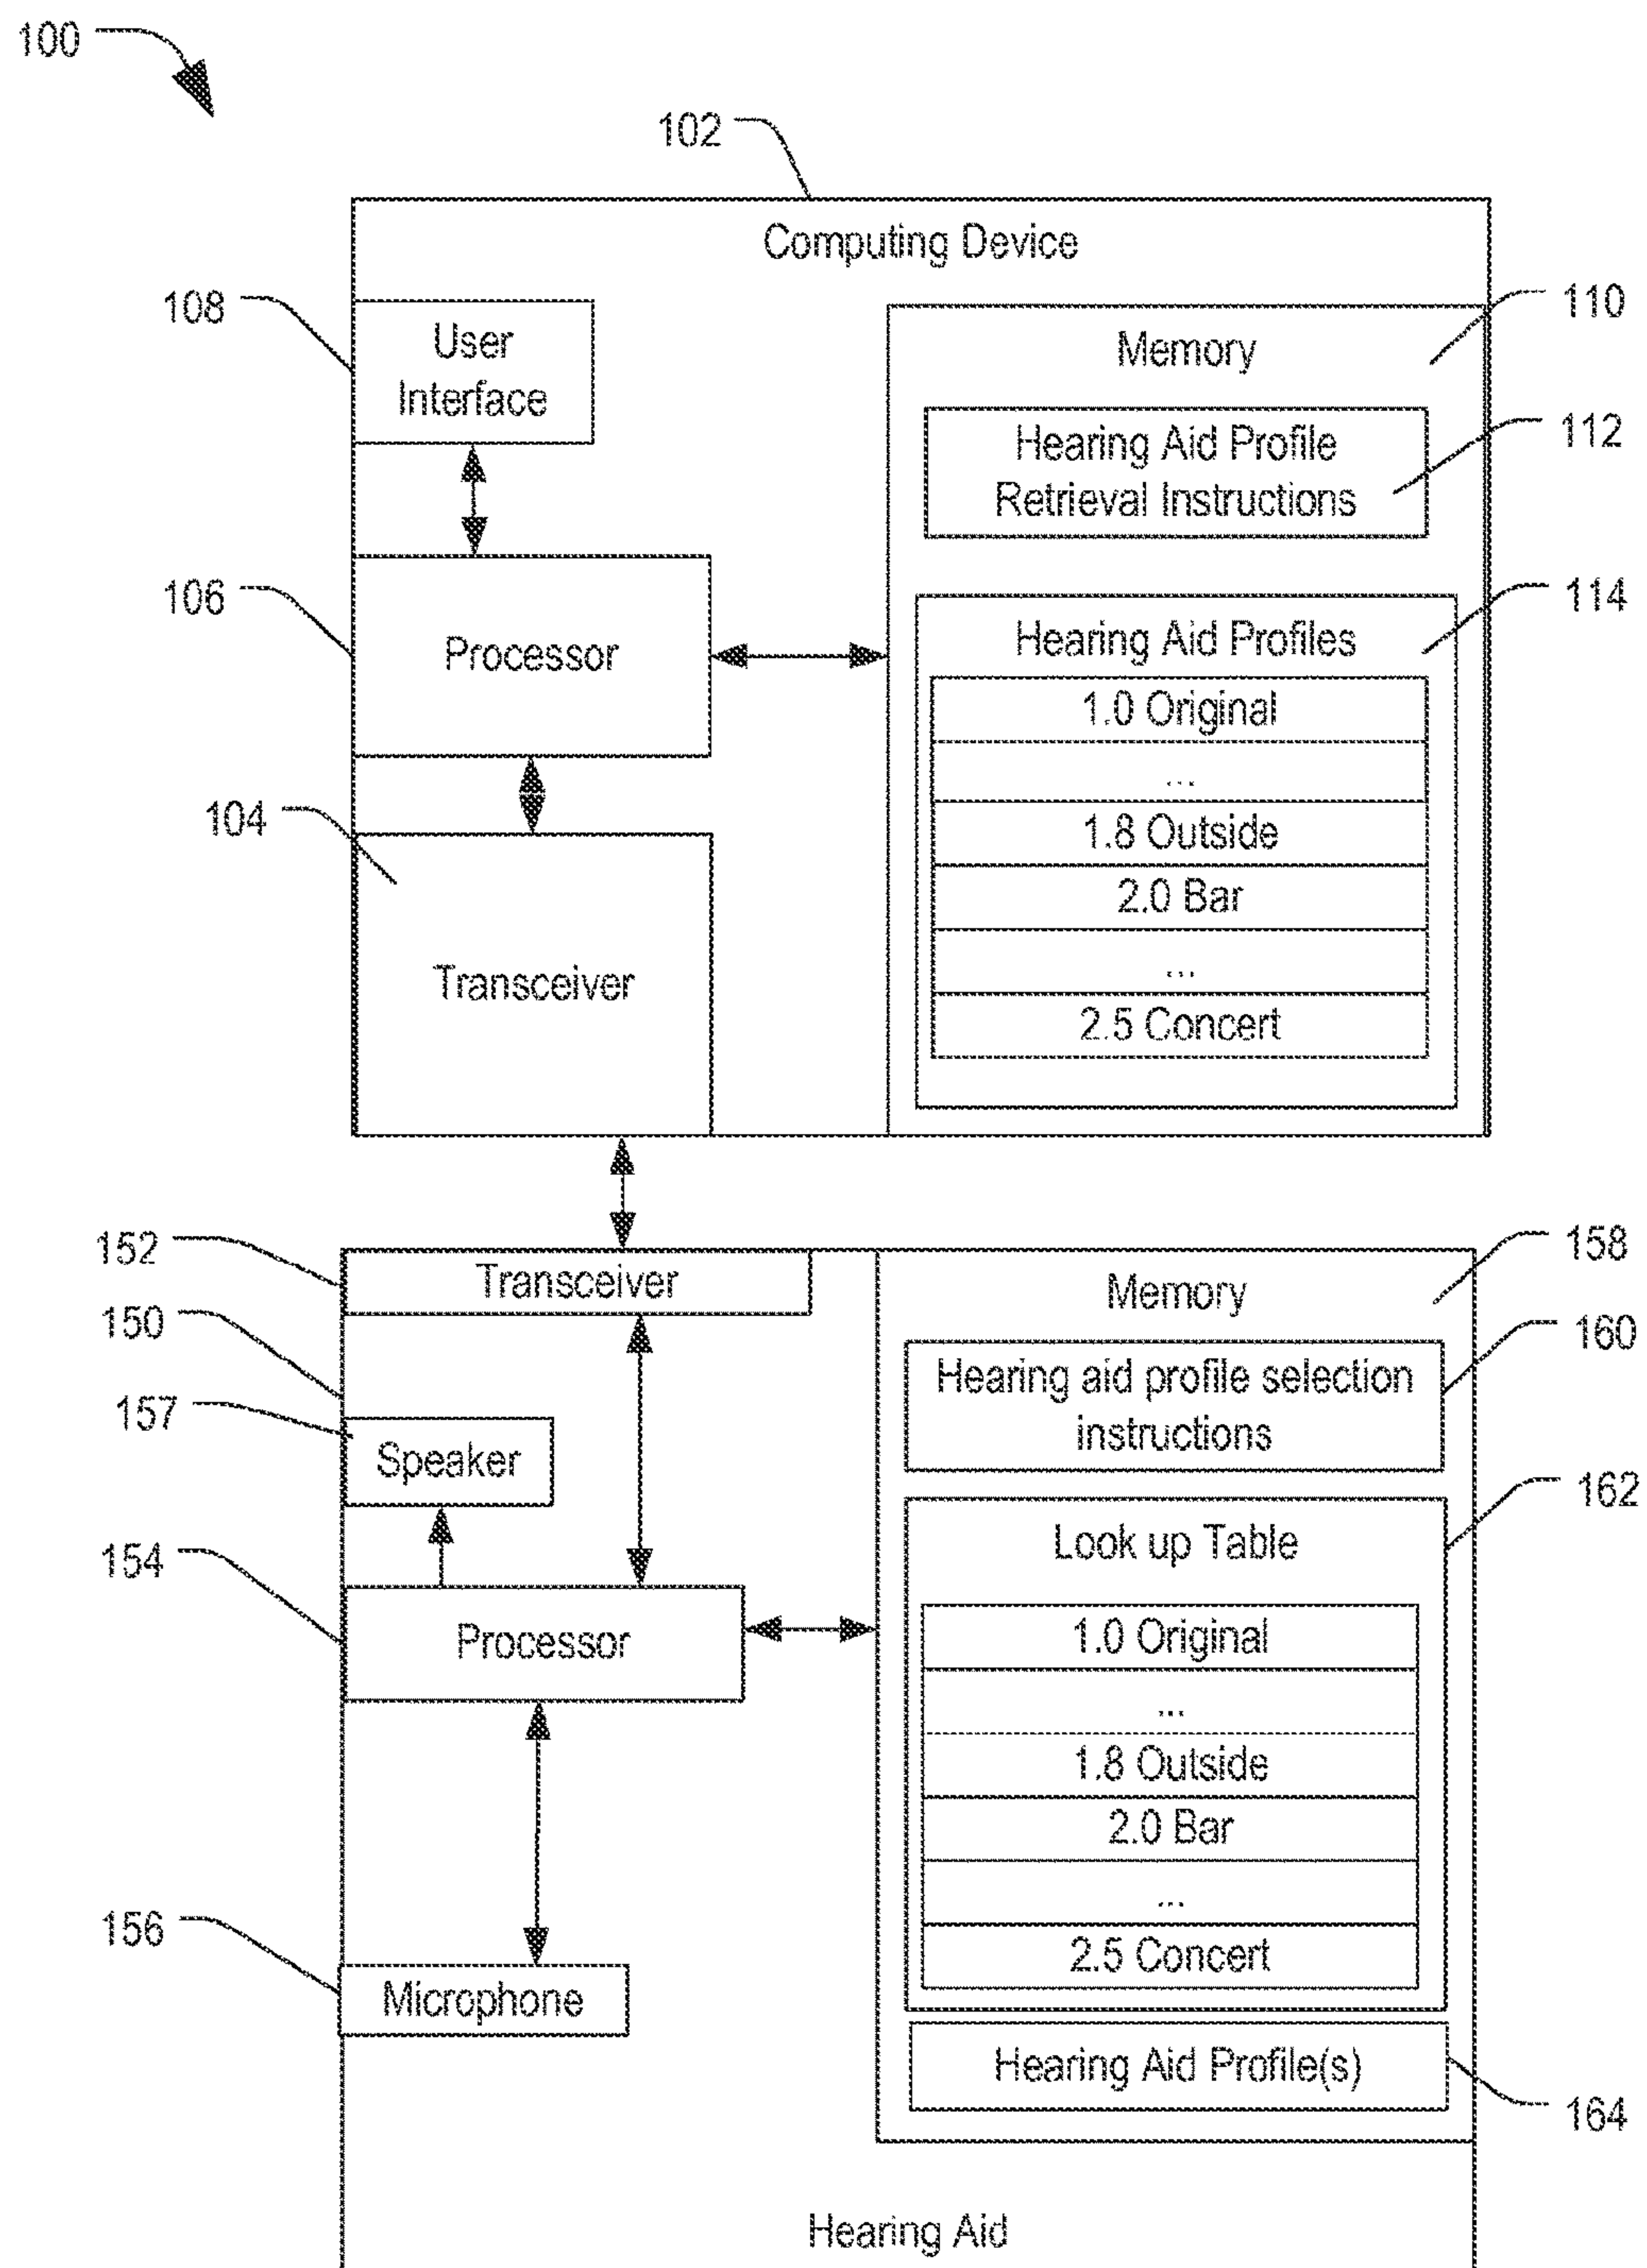 100
102
Computing Device
108
User
Interface
110
Memory
112
Hearing Aid Profile
Retrieval Instructions
106
Processor
114
Hearing Aid Profiles
1.0 Original
...
1.8 Outside
2.0 Bar
...
2.5 Concert
104
Transceiver
152
Transceiver
158
Memory
150
160
Hearing aid profile selection
instructions
157
Speaker
162
Look up Table
154
Processor
1.0 Original
...
1.8 Outside
2.0 Bar
...
2.5 Concert
156
Microphone
Hearing Aid Profile(s)
164
Hearing Aid